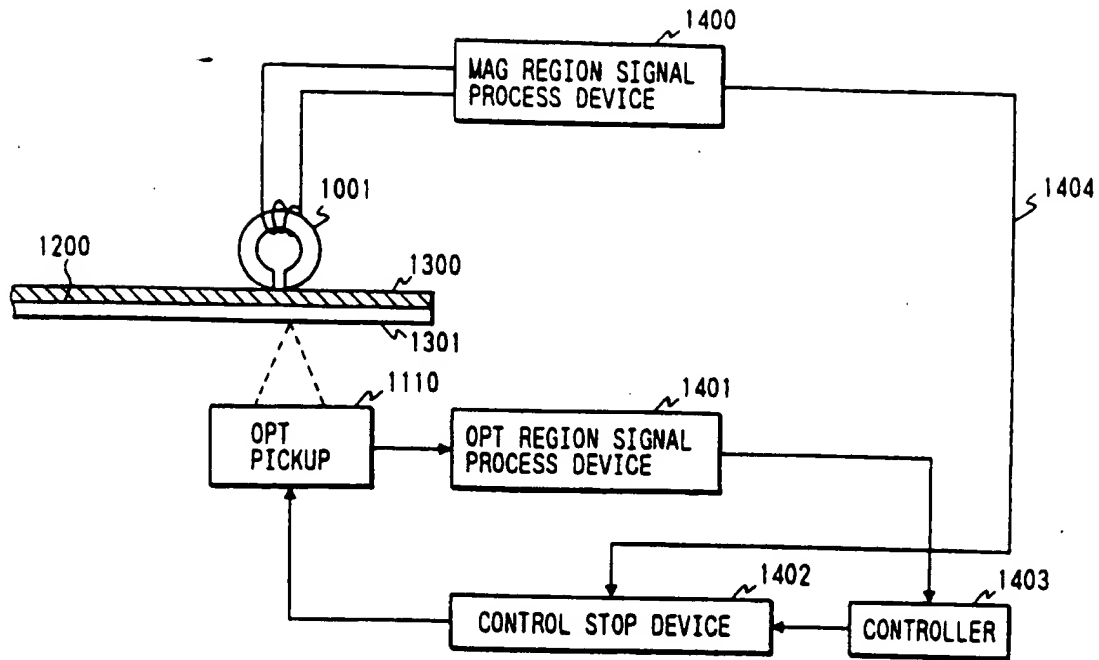 1400
MAG REGION SIGNAL
PROCESS DEVICE
1001
1404
1200
1300
1301
1110
1401
OPT
PICKUP
OPT REGION SIGNAL
PROCESS DEVICE
1402
1403
CONTROL STOP DEVICE
CONTROLLER